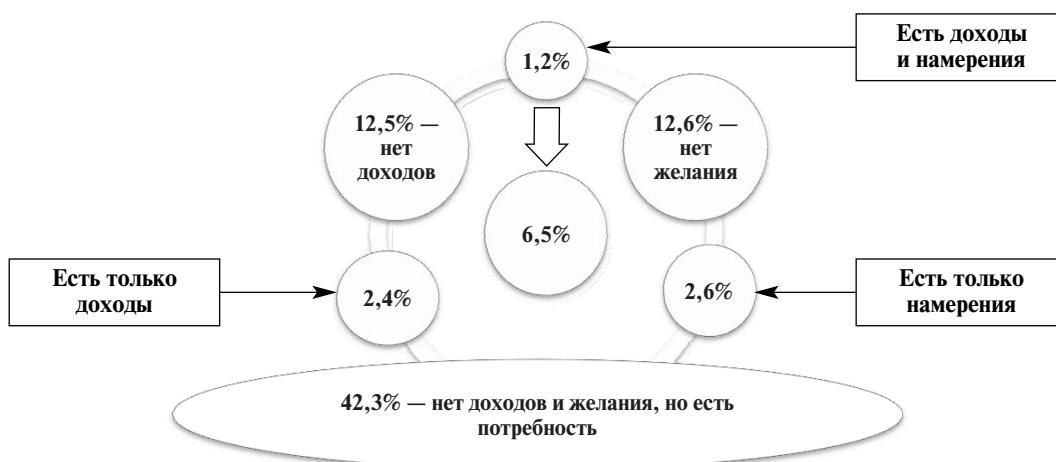 Есть доходы
и намерения
1,2%
12,5% —
нет
доходов
12,6% —
нет
желания
6,5%
Есть только
доходы
2,4%
2,6%
Есть только
намерения
42,3% — нет доходов и желания, но есть
потребность